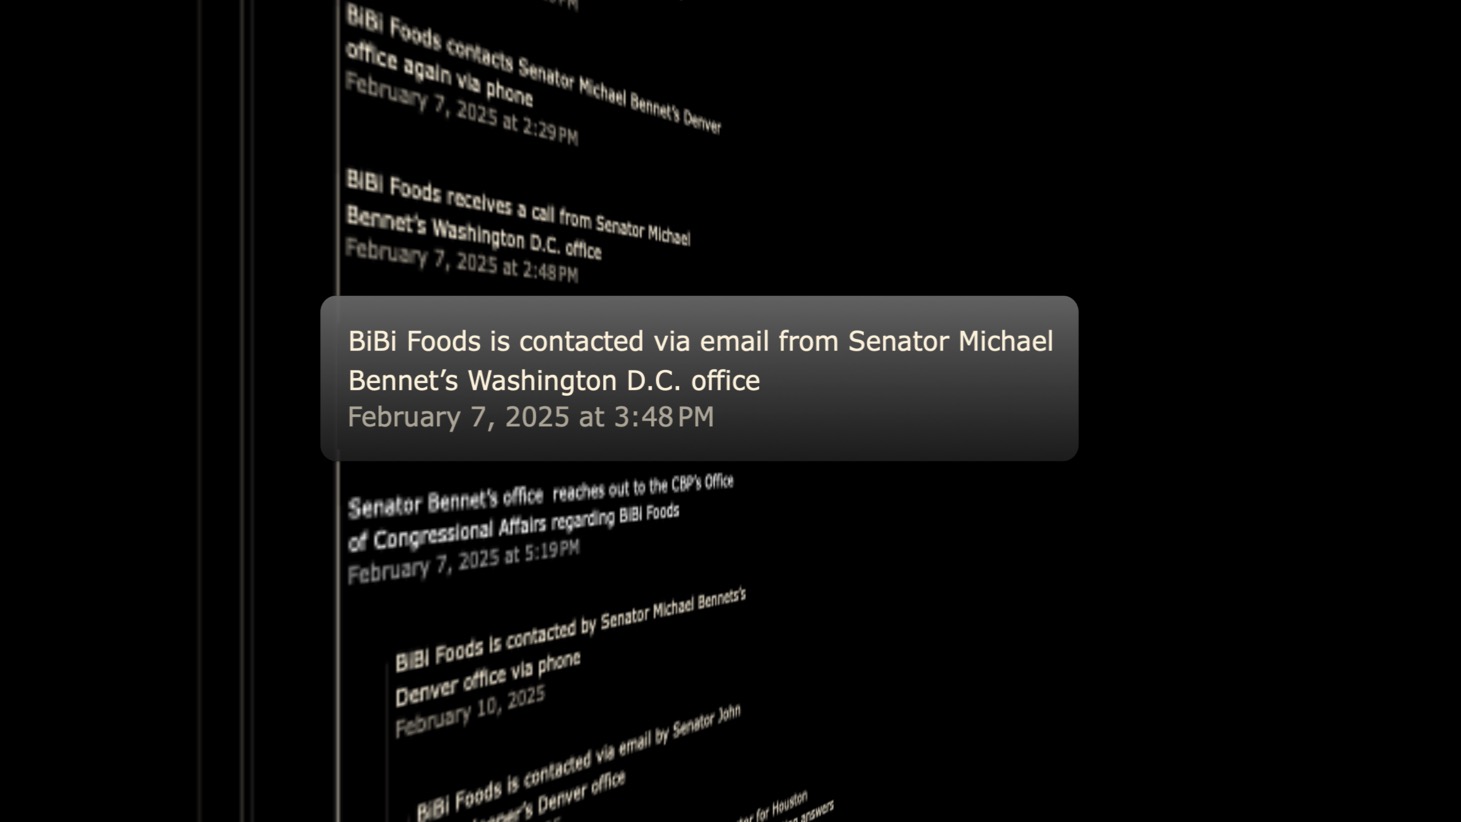 PM
BiBi Foods contacts Senator Michael Bennet’s Denver
office again via phone
February 7, 2025 at 2:29 PM
BiBi Foods receives a call from Senator Michael
Bennet’s Washington D.C. office
February 7, 2025 at 2:48 PM
BiBi Foods is contacted via email from Senator Michael
Bennet’s Washington D.C. office
February 7, 2025 at 3:48 PM
Senator Bennet’s office reaches out to the CBP’s Office
of Congressional Affairs regarding BiBi Foods
February 7, 2025 at 5:19 PM
BiBi Foods is contacted by Senator Michael Bennets’s
Denver office via phone
February 10, 2025
BiBi Foods is contacted via email by Senator John
Denver office
for Houston
answers